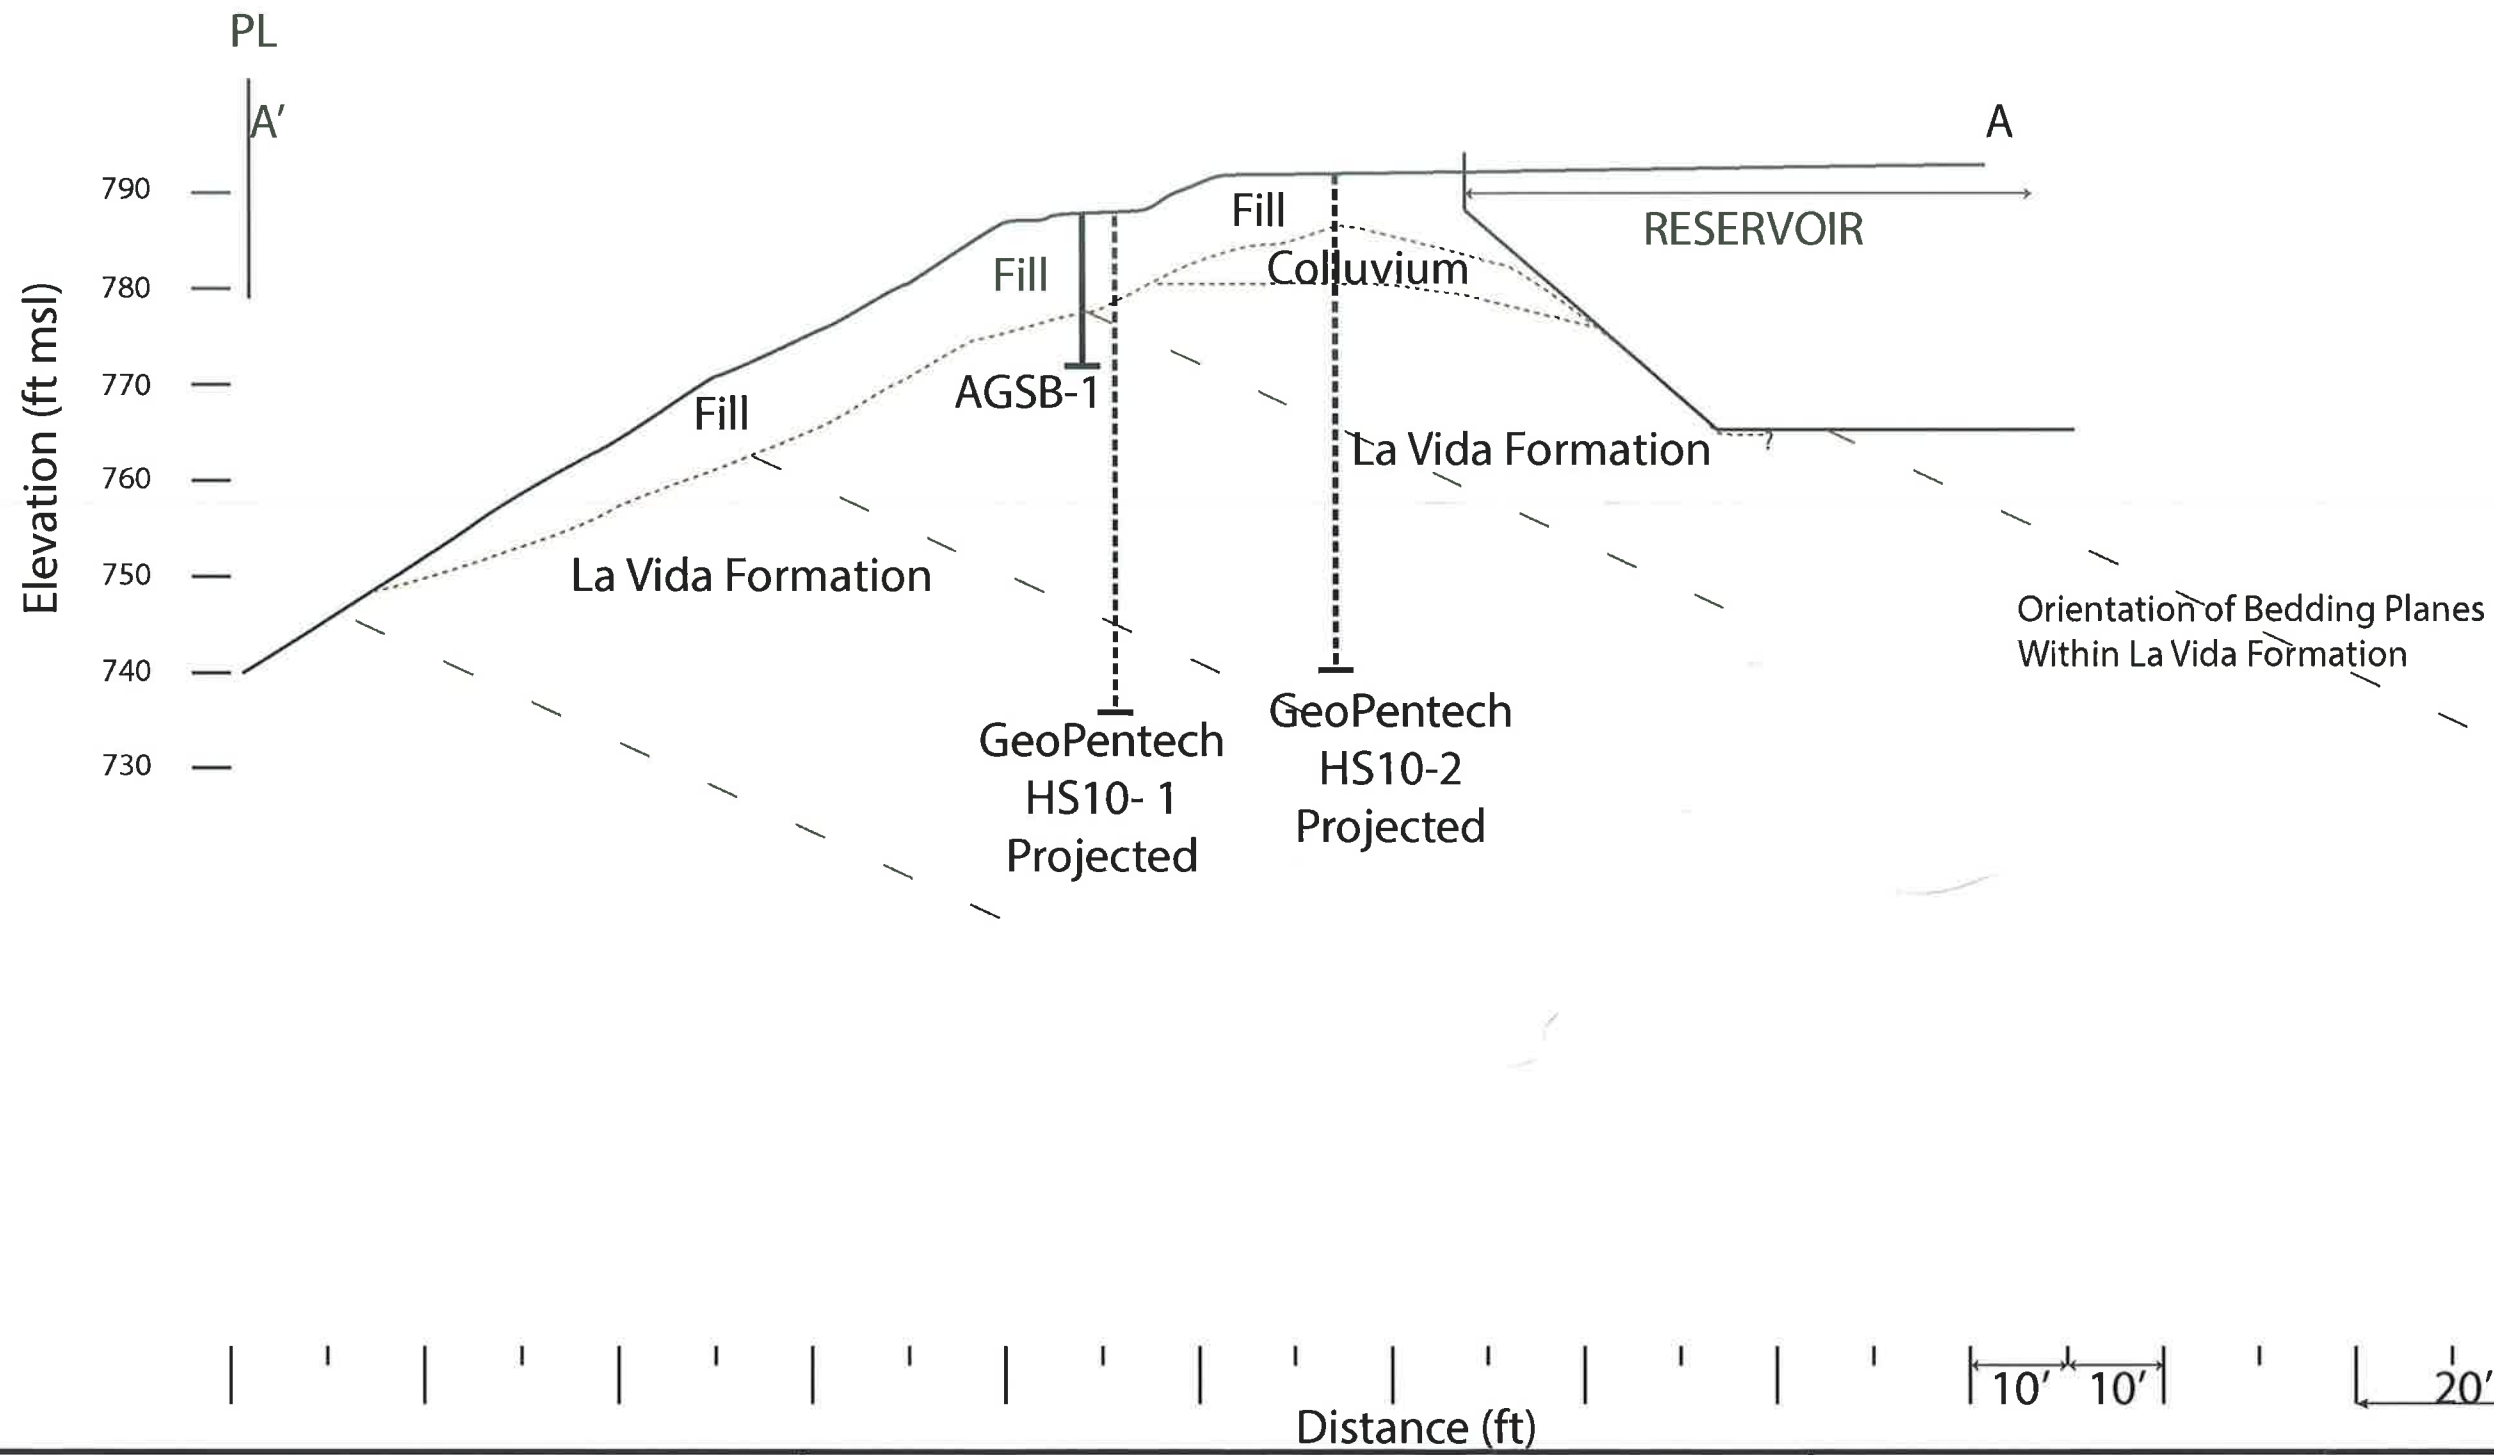 PL
A'
A
790
Fill
RESERVOIR
780
Fill
Colluvium
770
AGSB-1
Fill
La Vida Formation
?
760
750
La Vida Formation
Orientation of Bedding Planes
Within La Vida Formation
740
730
Elevation (ft msl)
GeoPentech
HS10- 1
Projected
GeoPentech
HS10-2
Projected
10' 10'
20'
Distance (ft)